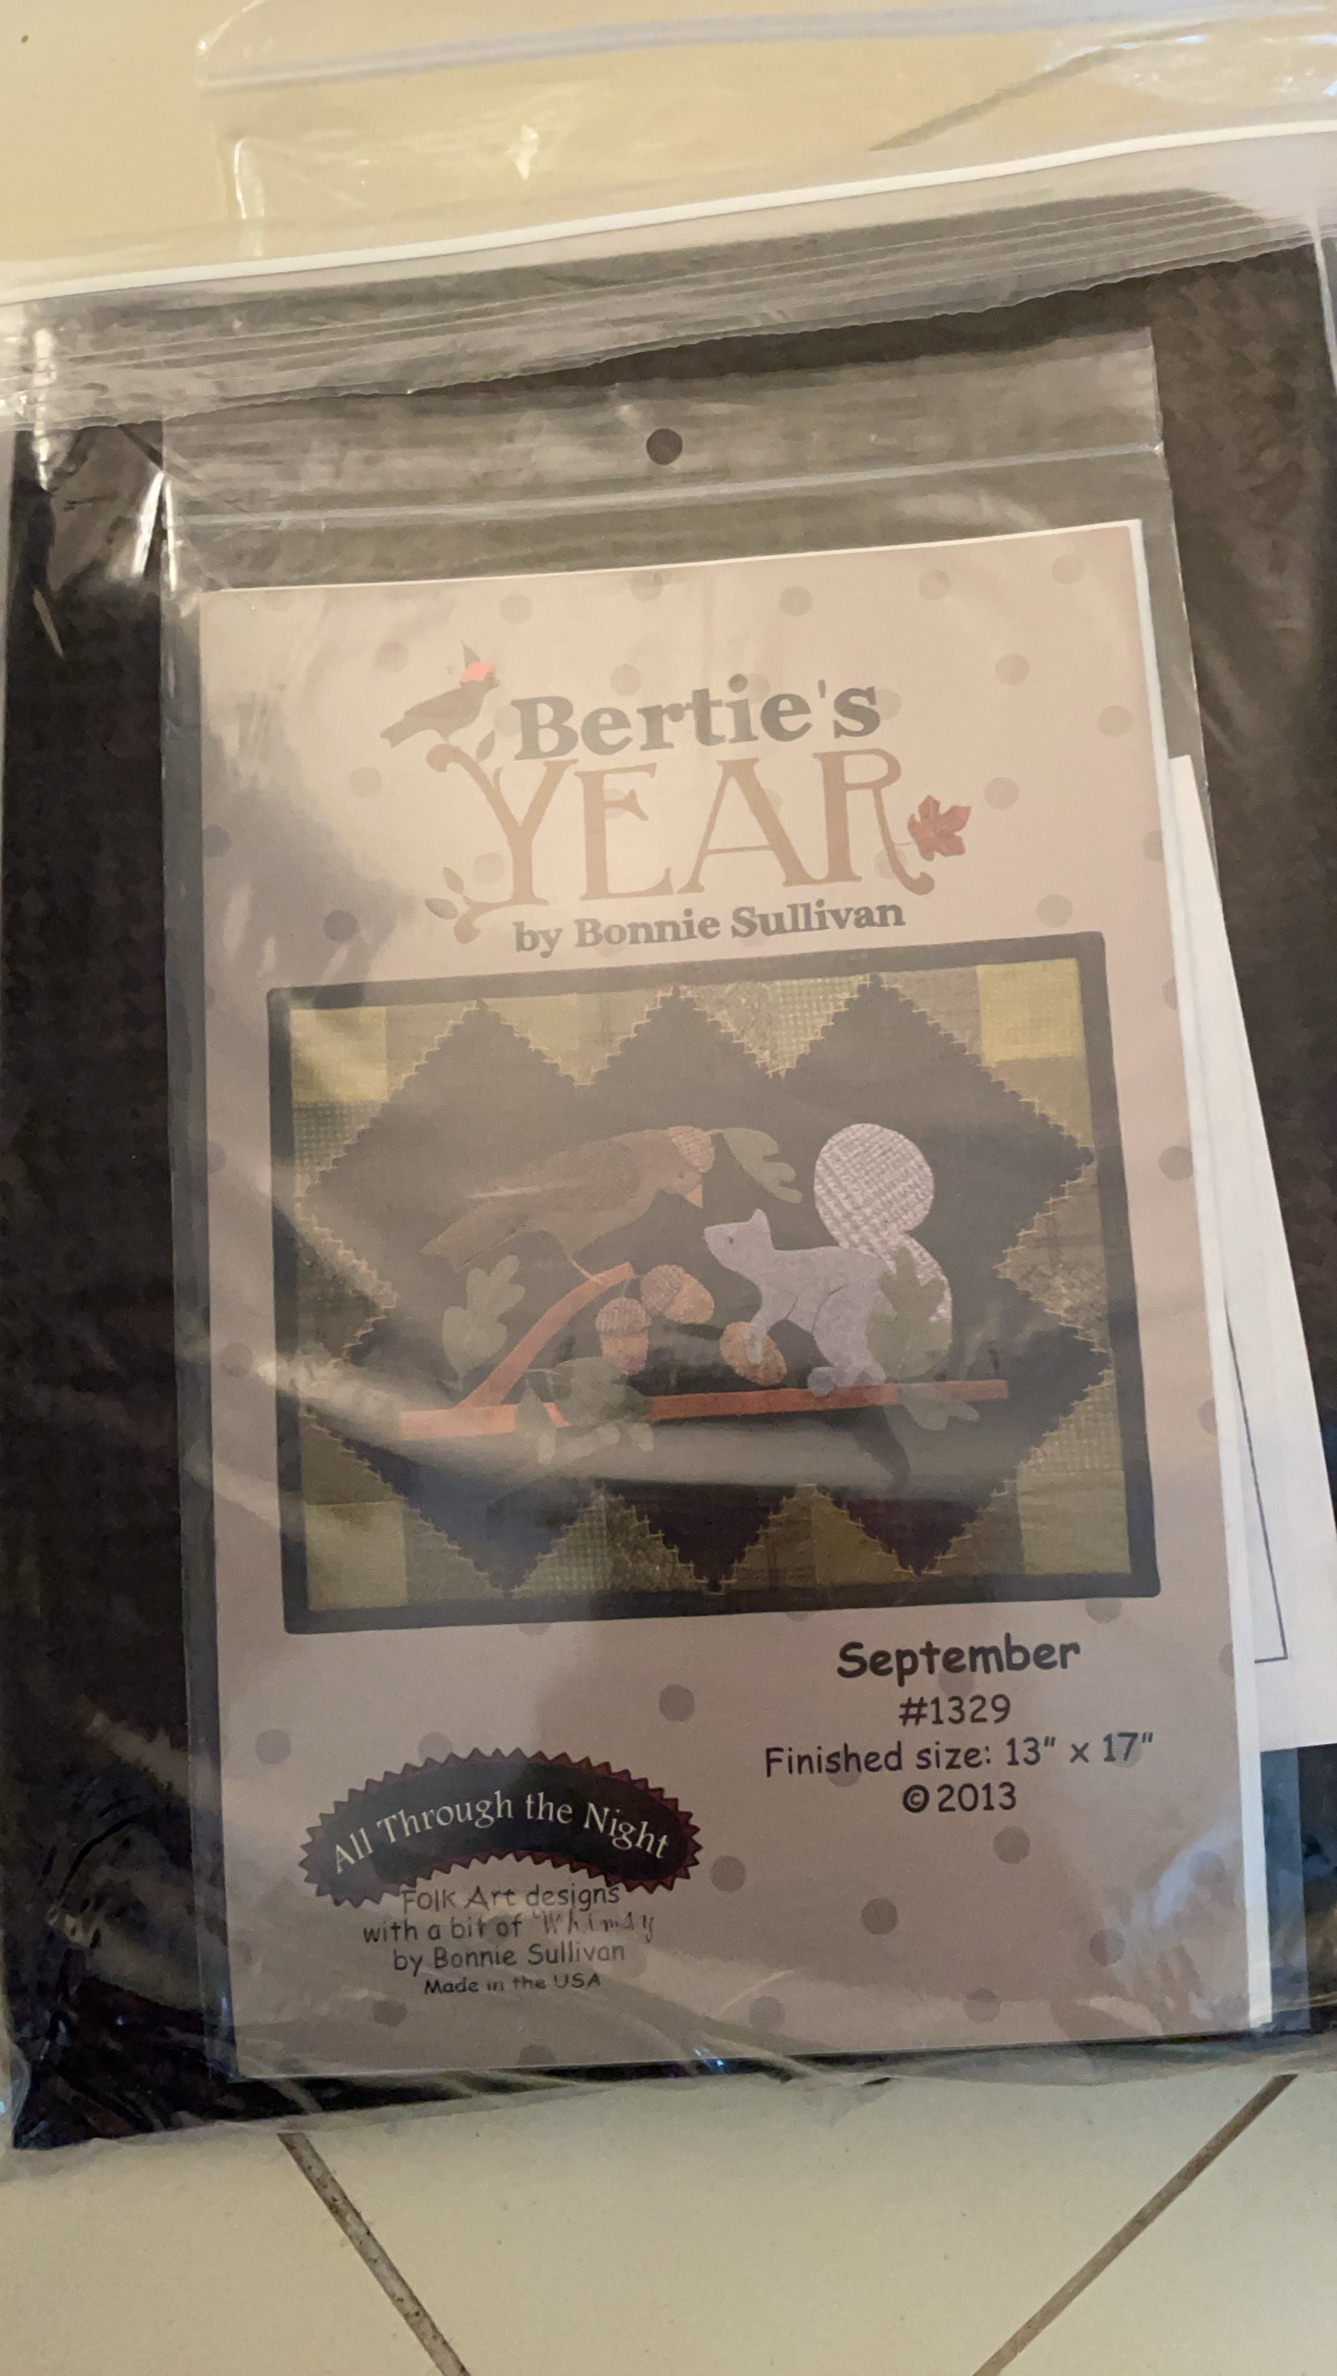 Bertie's
YEAR
by Bonnie Sullivan
September
#1329
Finished size: 13" x 17"
©2013
All Through the Night
Folk Art designs
with a bit of Whimsy
by Bonnie Sullivan
Made in the USA